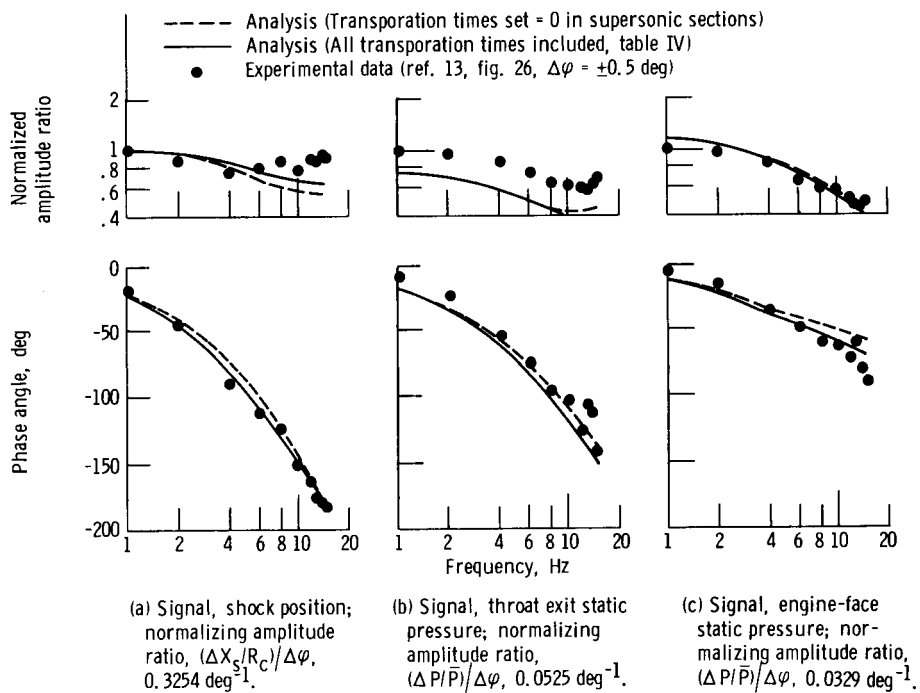 Analysis (Transporation times set = 0 in supersonic sections)
Analysis (All transporation times included, table IV)
Experimental data (ref. 13, fig. 26, Δφ = ±0.5 deg)
Normalized
amplitude ratio
2
1
.8
.6
.4
Phase angle, deg
0
-50
-100
-150
-200
1 2 4 6 8 10 20
1 2 4 6 8 10 20
1 2 4 6 8 10 20
Frequency, Hz
(a) Signal, shock position;
normalizing amplitude
ratio, (ΔX_s/R_c)/Δφ,
0.3254 deg⁻¹.
(b) Signal, throat exit static
pressure; normalizing
amplitude ratio,
(ΔP/P̅)/Δφ, 0.0525 deg⁻¹.
(c) Signal, engine-face
static pressure; nor-
malizing amplitude ratio,
(ΔP/P̅)/Δφ, 0.0329 deg⁻¹.